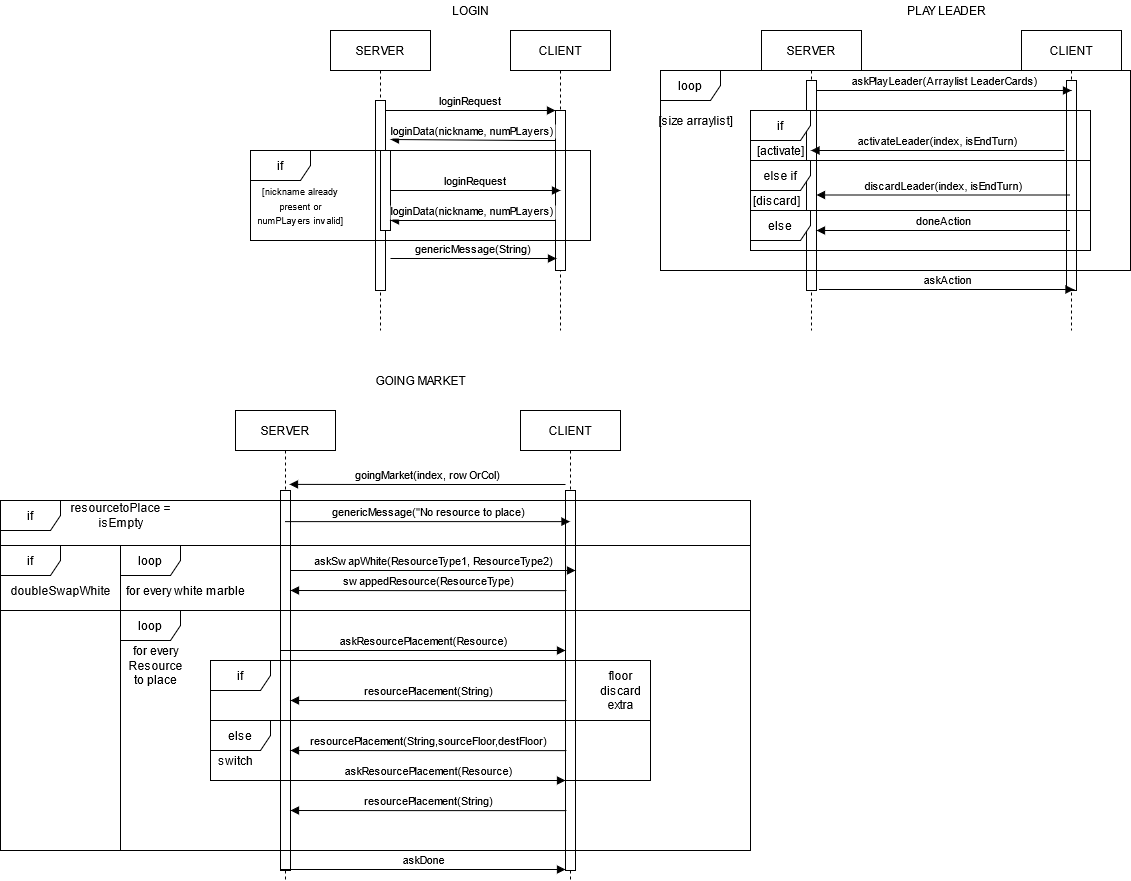 LOGIN
SERVER
CLIENT
loginRequest
loginData(nickname, numPLayers)
if
[nickname already
present or
numPLayers invalid]
loginRequest
loginData(nickname, numPLayers)
genericMessage(String)
PLAY LEADER
SERVER
CLIENT
loop
[size arraylist]
askPlayLeader(Arraylist LeaderCards)
if
[activate]
activateLeader(index, isEndTurn)
else if
[discard]
discardLeader(index, isEndTurn)
else
doneAction
askAction
GOING MARKET
SERVER
CLIENT
goingMarket(index, row OrCol)
if
resourcetoPlace =
isEmpty
genericMessage("No resource to place)
if
doubleSwapWhite
loop
for every white marble
askSwapWhite(ResourceType1, ResourceType2)
swappedResource(ResourceType)
loop
for every
Resource
to place
askResourcePlacement(Resource)
if
floor
discard
extra
resourcePlacement(String)
else
switch
resourcePlacement(String,sourceFloor,destFloor)
askResourcePlacement(Resource)
resourcePlacement(String)
askDone